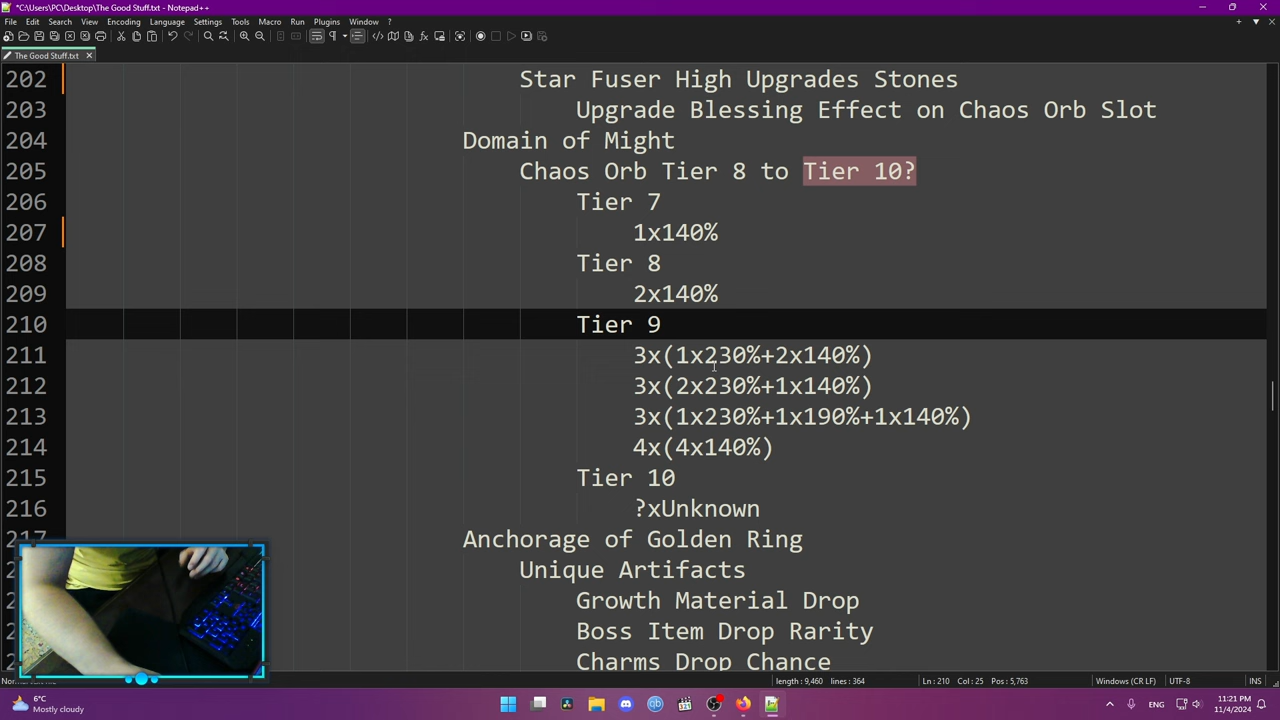 *C:\Users\PC\Desktop\The Good Stuff.txt - Notepad++
File Edit Search View Encoding Language Settings Tools Macro Run Plugins Window ?
The Good Stuff.txt
202 Star Fuser High Upgrades Stones
203 Upgrade Blessing Effect on Chaos Orb Slot
204 Domain of Might
205 Chaos Orb Tier 8 to Tier 10?
206 Tier 7
207 1x140%
208 Tier 8
209 2x140%
210 Tier 9
211 3x(1x230%+2x140%)
212 3x(2x230%+1x140%)
213 3x(1x230%+1x190%+1x140%)
214 4x(4x140%)
215 Tier 10
216 ?xUnknown
217 Anchorage of Golden Ring
Unique Artifacts
Growth Material Drop
Boss Item Drop Rarity
Charms Drop Chance
length : 9,460 lines : 364 Ln : 210 Col : 25 Pos : 5,763 Windows (CR LF) UTF-8 INS
6°C
Mostly cloudy
ENG
11:21 PM
11/4/2024